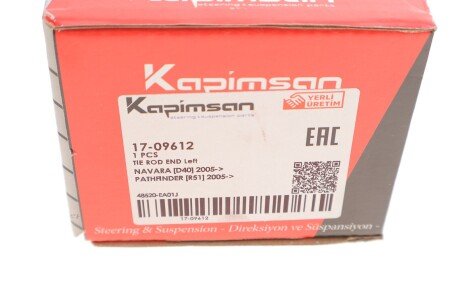 Kapimsan
Kapimsan
steering & suspension parts
YERLİ
ÜRETİM
17-09612
1 PCS
TIE ROD END Left
NAVARA [D40] 2005->
PATHFINDER [R51] 2005->
EAC
48520-EA01J
17-09612
Steering & Suspension - Direksiyon ve Suspansiyon -